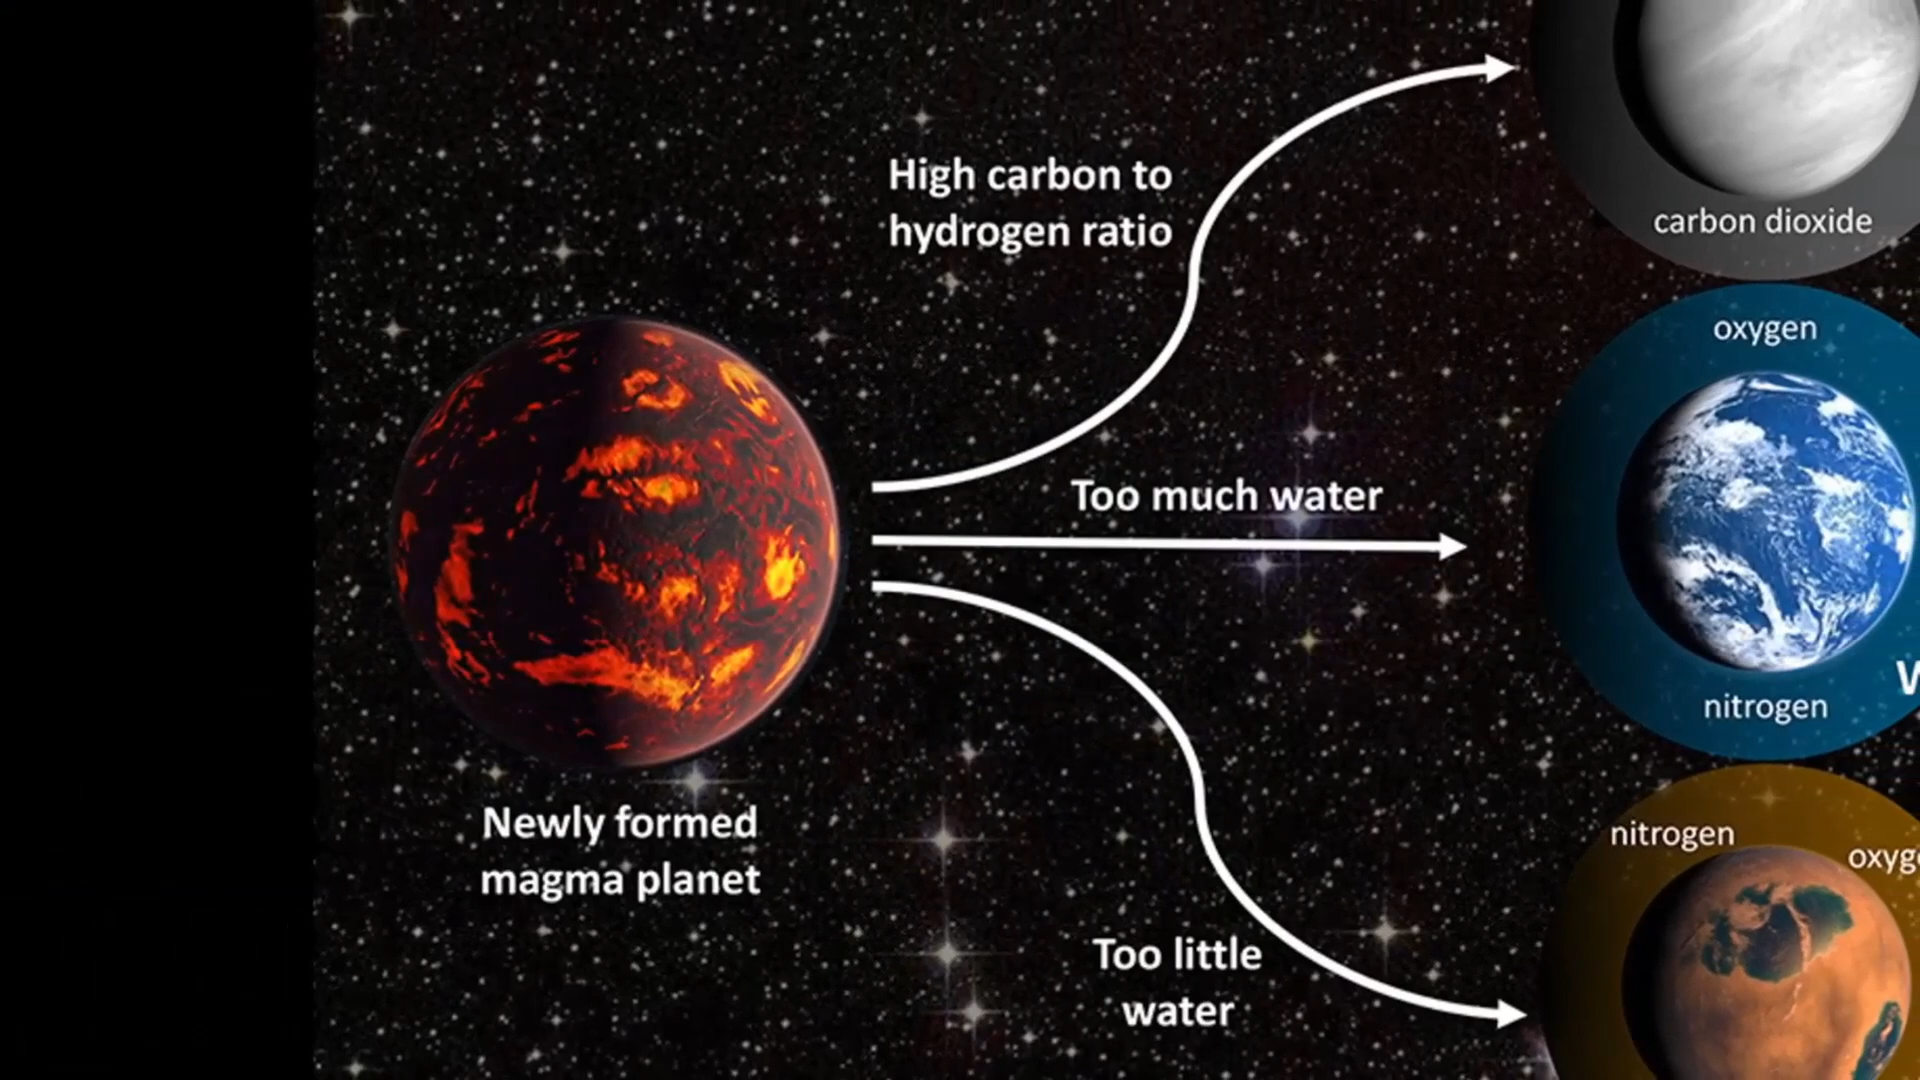 High carbon to
hydrogen ratio
carbon dioxide
oxygen
Too much water
nitrogen
Newly formed
magma planet
nitrogen
Too little
water